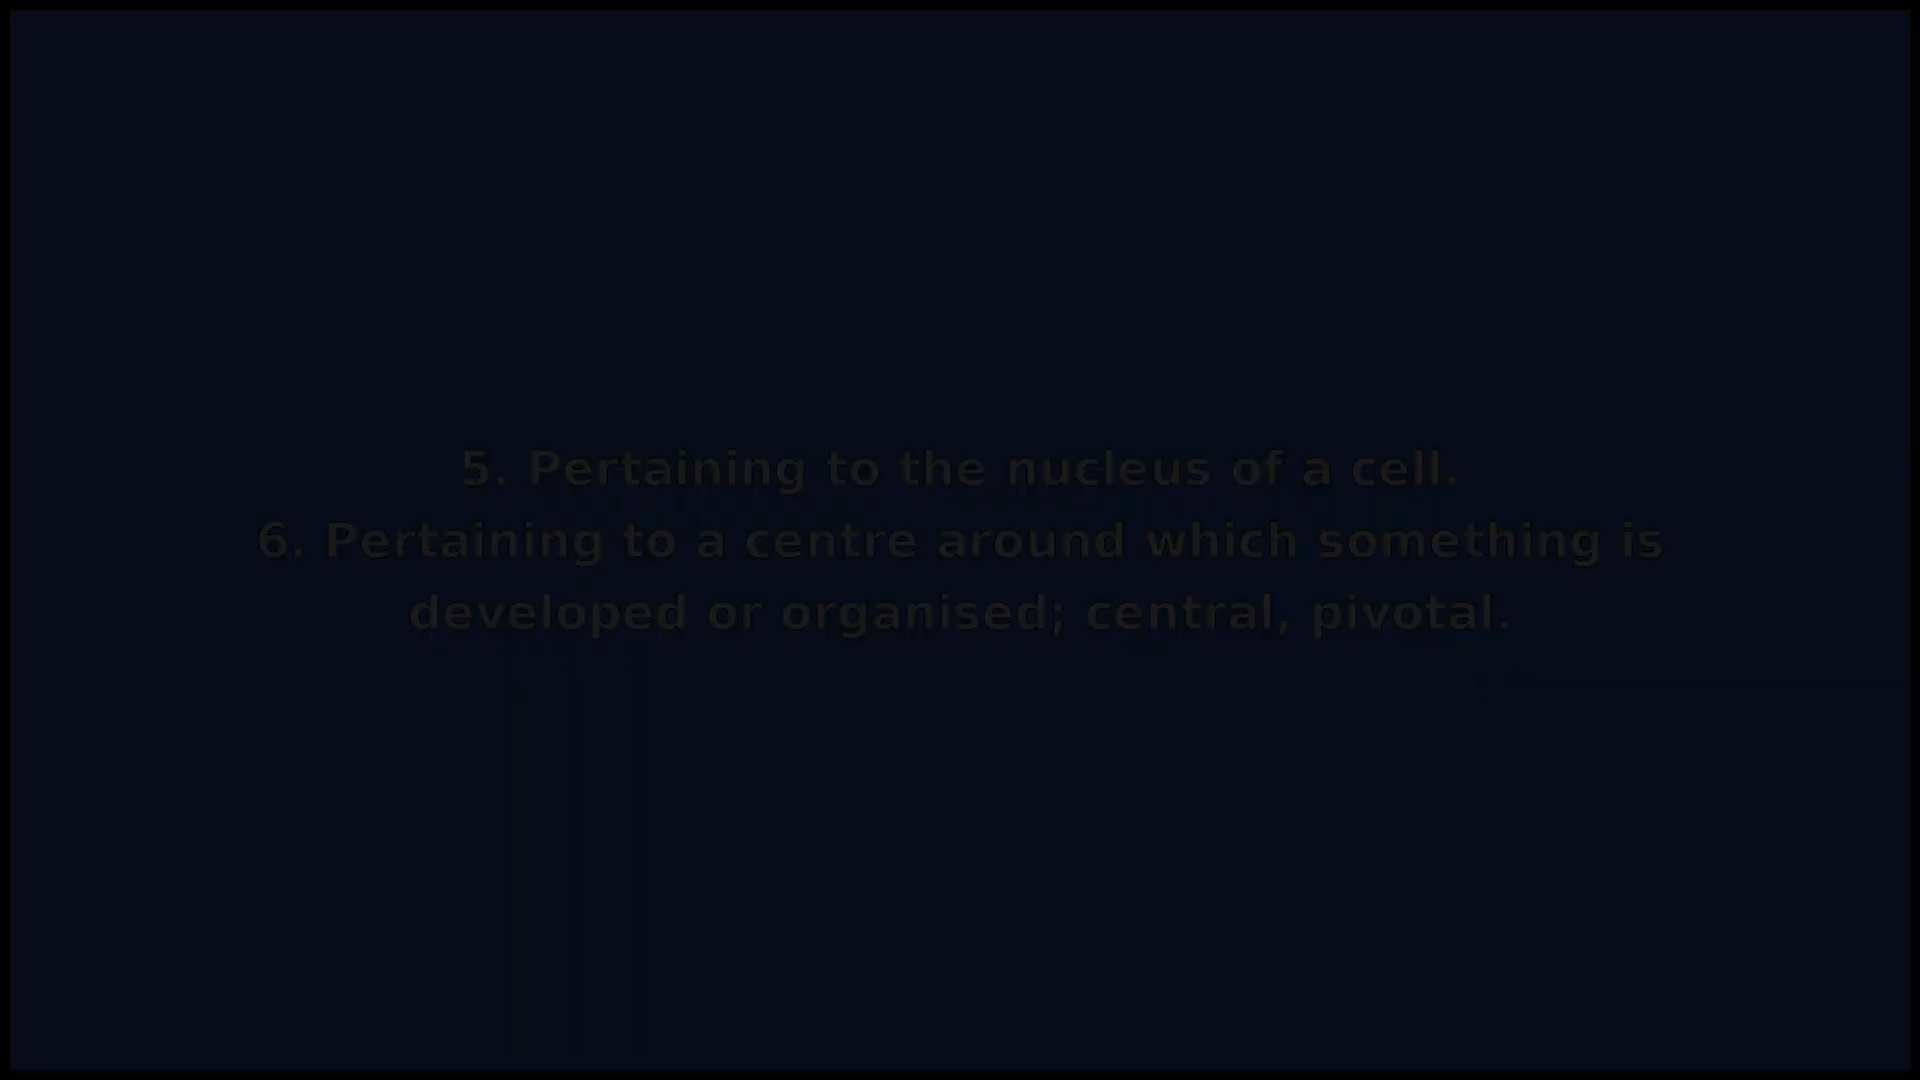 5. Pertaining to the nucleus of a cell.
6. Pertaining to a centre around which something is
developed or organised; central, pivotal.